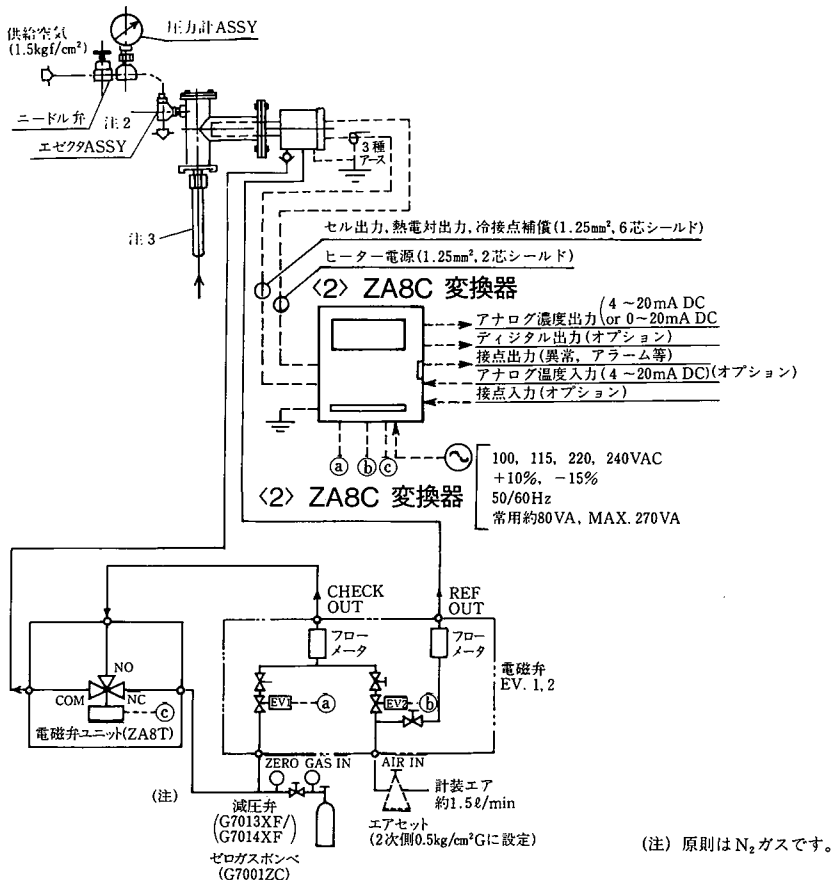 圧力計ASSY
供給空気
(1.5kgf/cm²)
ニードル弁
注2
エゼクタASSY
3種
アース
注3
セル出力, 熱電対出力, 冷接点補償(1.25mm², 6芯シールド)
ヒーター電源(1.25mm², 2芯シールド)
〈2〉 ZA8C 変換器
アナログ濃度出力(4~20mA DC
or 0~20mA DC
ディジタル出力(オプション)
接点出力(異常, アラーム等)
アナログ温度入力(4~20mA DC)(オプション)
接点入力(オプション)
ⓐ ⓑ ⓒ
〈2〉 ZA8C 変換器
100, 115, 220, 240VAC
+10%, -15%
50/60Hz
常用約80VA, MAX. 270VA
CHECK
OUT
REF
OUT
フロー
メータ
フロー
メータ
電磁弁
EV. 1, 2
NO
COM
NC
ⓒ
EV1
ⓐ
EV2
ⓑ
電磁弁ユニット(ZA8T)
ZERO GAS IN
AIR IN
(注)
減圧弁
(G7013XF/
G7014XF)
ゼロガスボンベ
(G7001ZC)
計装エア
約1.5ℓ/min
エアセット
(2次側0.5kg/cm²Gに設定)
(注) 原則はN₂ガスです。